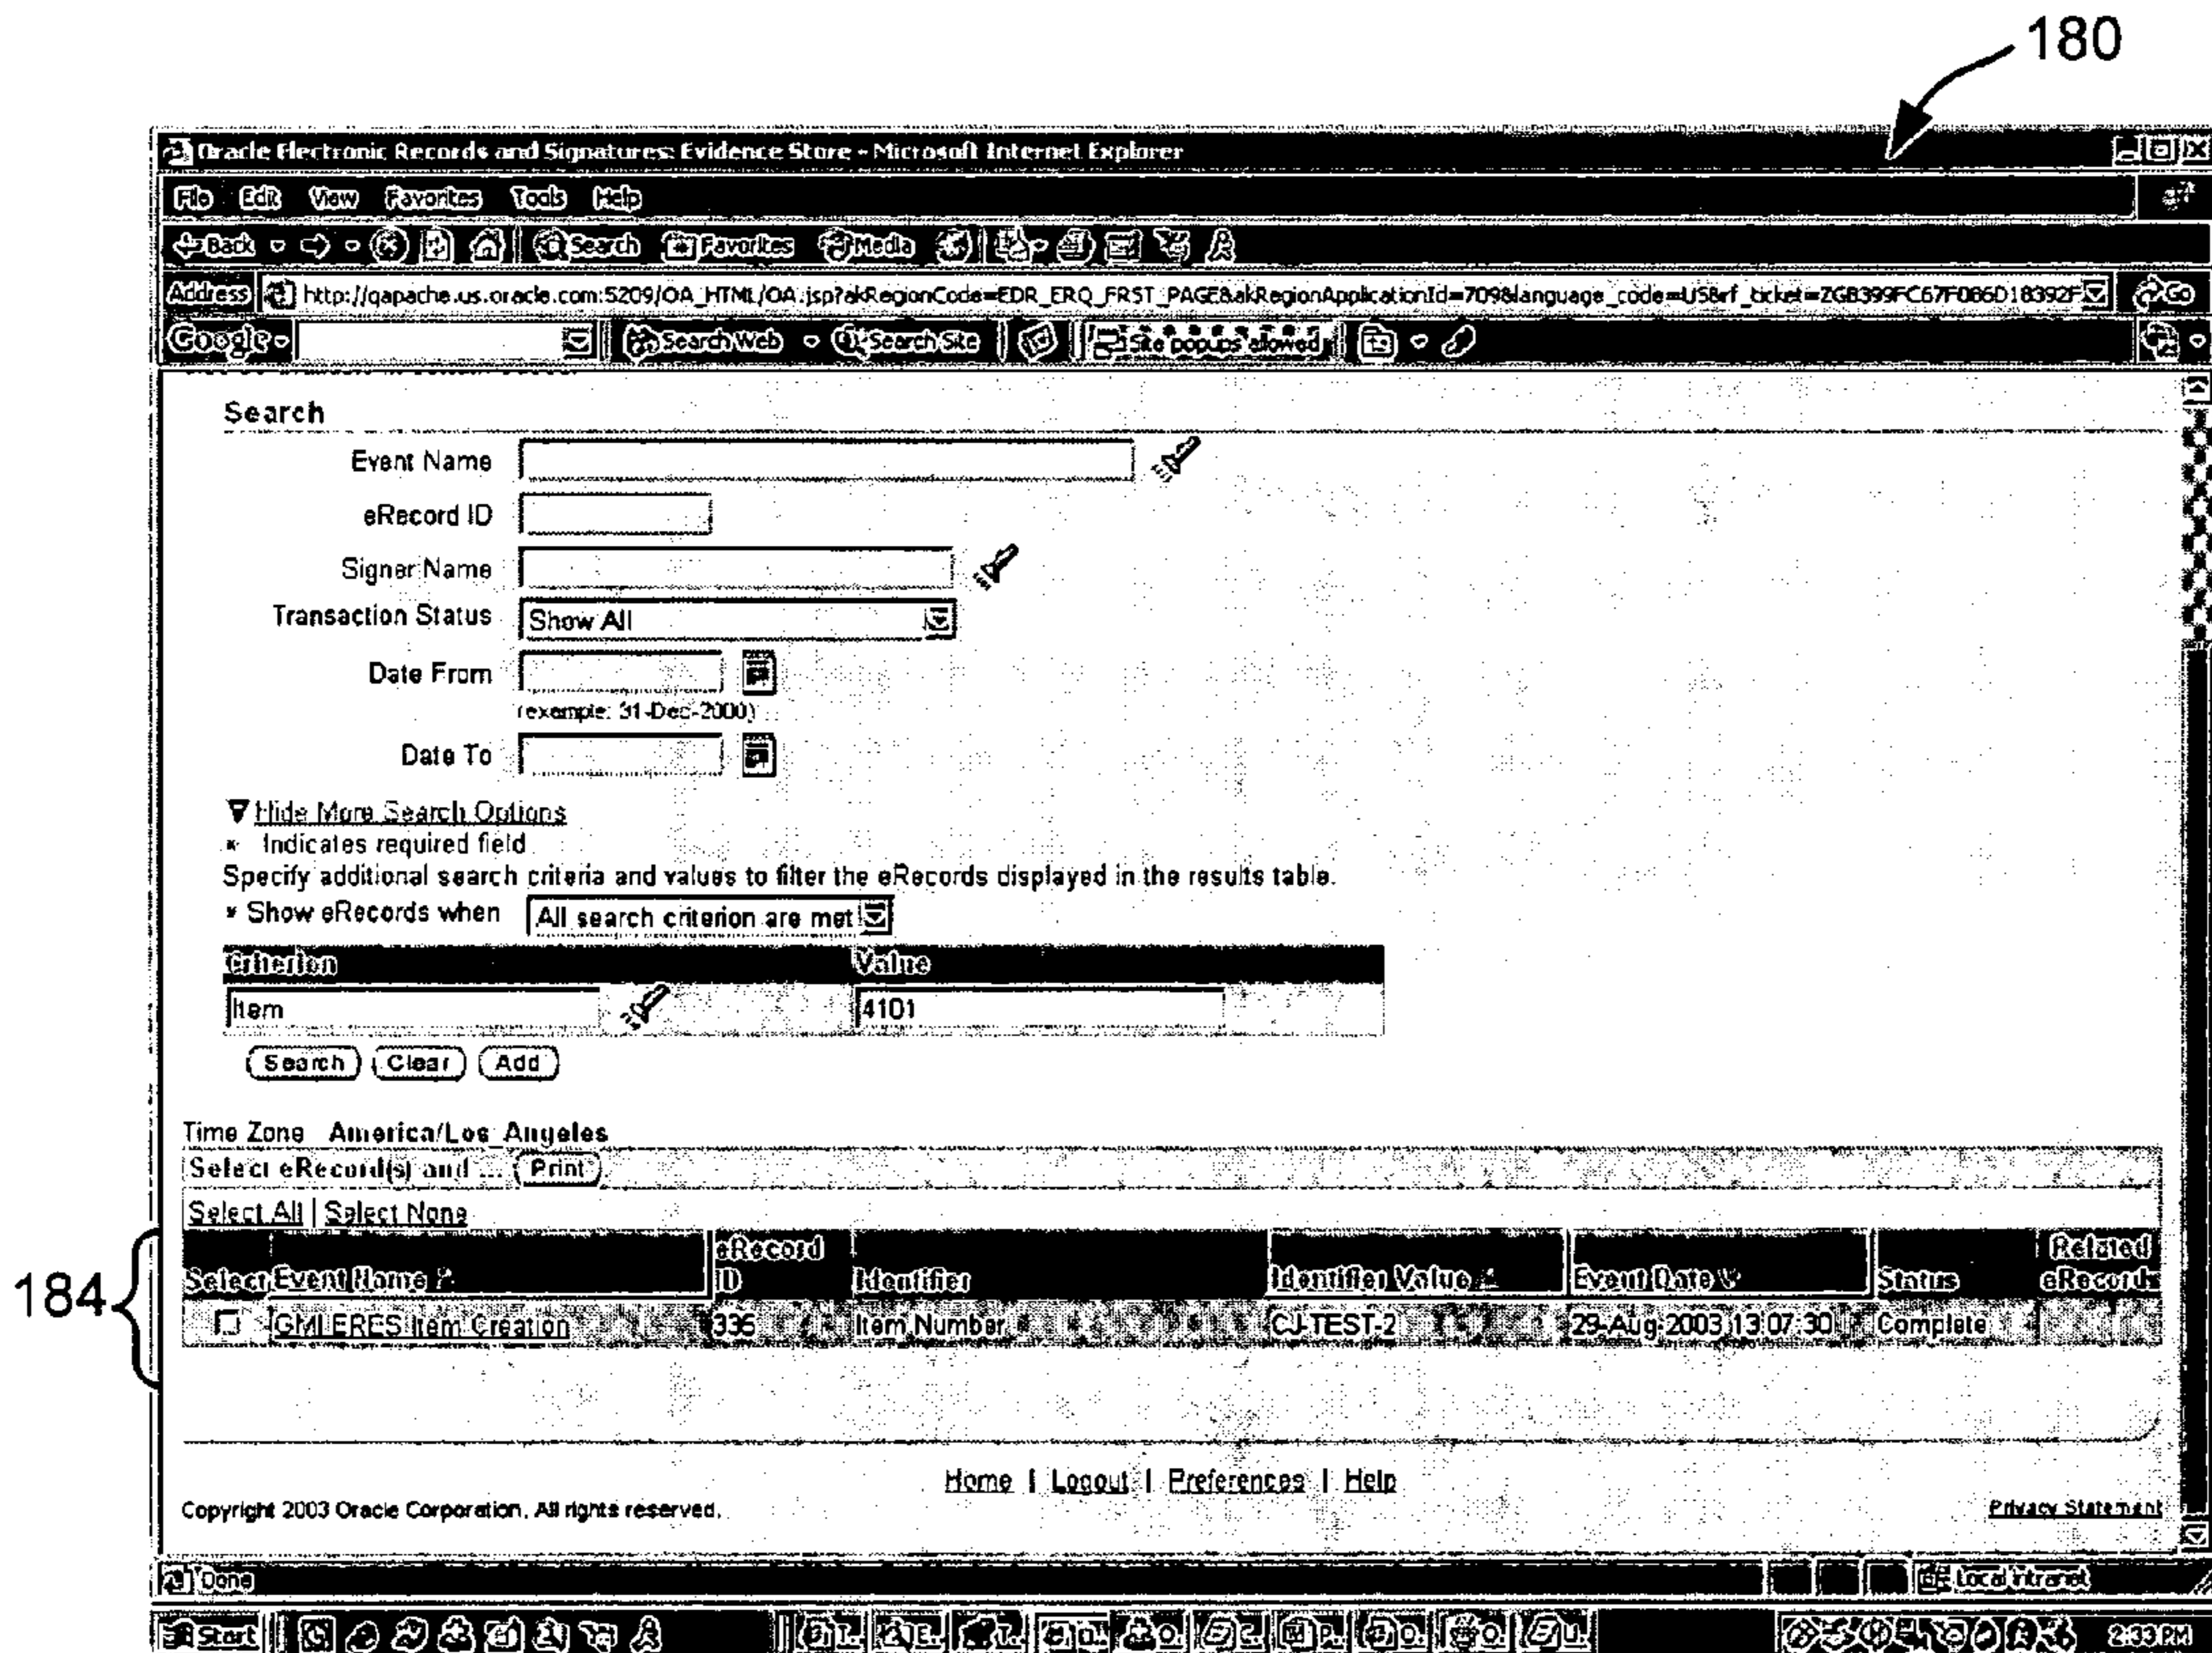 180
Oracle Electronic Records and Signatures: Evidence Store - Microsoft Internet Explorer
File Edit View Favorites Tools Help
Back Search Favorites Media
Address http://qapache.us.oracle.com:5209/OA_HTML/OA.jsp?akRegionCode=EDR_ERQ_FRST_PAGE&akRegionApplicationId=709&language_code=US&rf_ticket= Go
Google Search Web Search Site Site popups allowed
Search
Event Name
eRecord ID
Signer Name
Transaction Status Show All
Date From
(example: 31-Dec-2000)
Date To
Hide More Search Options
* Indicates required field
Specify additional search criteria and values to filter the eRecords displayed in the results table.
* Show eRecords when All search criterion are met
Criterion Value
Item 4101
Search Clear Add
Time Zone America/Los_Angeles
Select eRecord(s) and ... Print
Select All | Select None
184
Select Event Name eRecord ID Identifier Identifier Value Event Date Status Related eRecords
GMI ERES Item Creation 336 Item Number CJ-TEST-2 29-Aug-2003 13:07:30 Complete
Home | Logout | Preferences | Help
Copyright 2003 Oracle Corporation. All rights reserved.
Privacy Statement
Done Local intranet
Start T.. E.. T.. O.. O.. C.. P.. O.. O.. U.. 2:33 PM